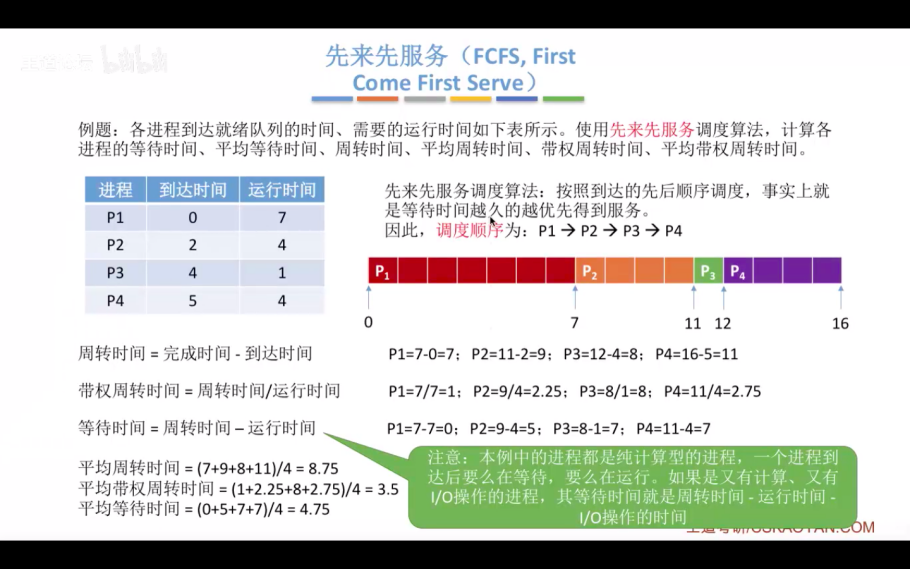 先来先服务（FCFS, First
Come First Serve）
例题：各进程到达就绪队列的时间、需要的运行时间如下表所示。使用先来先服务调度算法，计算各
进程的等待时间、平均等待时间、周转时间、平均周转时间、带权周转时间、平均带权周转时间。
进程 到达时间 运行时间
P1 0 7
P2 2 4
P3 4 1
P4 5 4
先来先服务调度算法：按照到达的先后顺序调度，事实上就
是等待时间越久的越优先得到服务。
因此，调度顺序为：P1 → P2 → P3 → P4
P1 P2 P3 P4
0 7 11 12 16
周转时间 = 完成时间 - 到达时间 P1=7-0=7；P2=11-2=9；P3=12-4=8；P4=16-5=11
带权周转时间 = 周转时间/运行时间 P1=7/7=1；P2=9/4=2.25；P3=8/1=8；P4=11/4=2.75
等待时间 = 周转时间 – 运行时间 P1=7-7=0；P2=9-4=5；P3=8-1=7；P4=11-4=7
平均周转时间 = (7+9+8+11)/4 = 8.75
平均带权周转时间 = (1+2.25+8+2.75)/4 = 3.5
平均等待时间 = (0+5+7+7)/4 = 4.75
注意：本例中的进程都是纯计算型的进程，一个进程到
达后要么在等待，要么在运行。如果是又有计算、又有
I/O操作的进程，其等待时间就是周转时间 - 运行时间 -
I/O操作的时间
王道考研/CSKAOYAN.COM